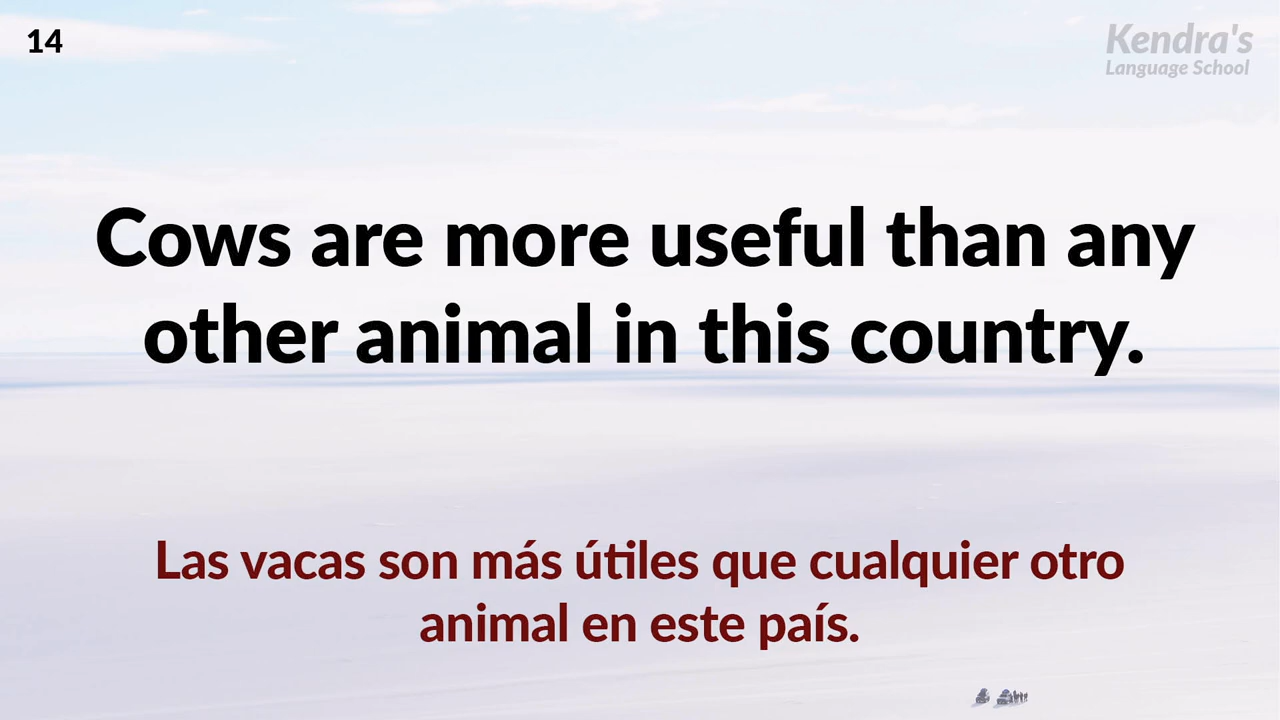 14
Kendra's
Language School
Cows are more useful than any
other animal in this country.
Las vacas son más útiles que cualquier otro
animal en este país.